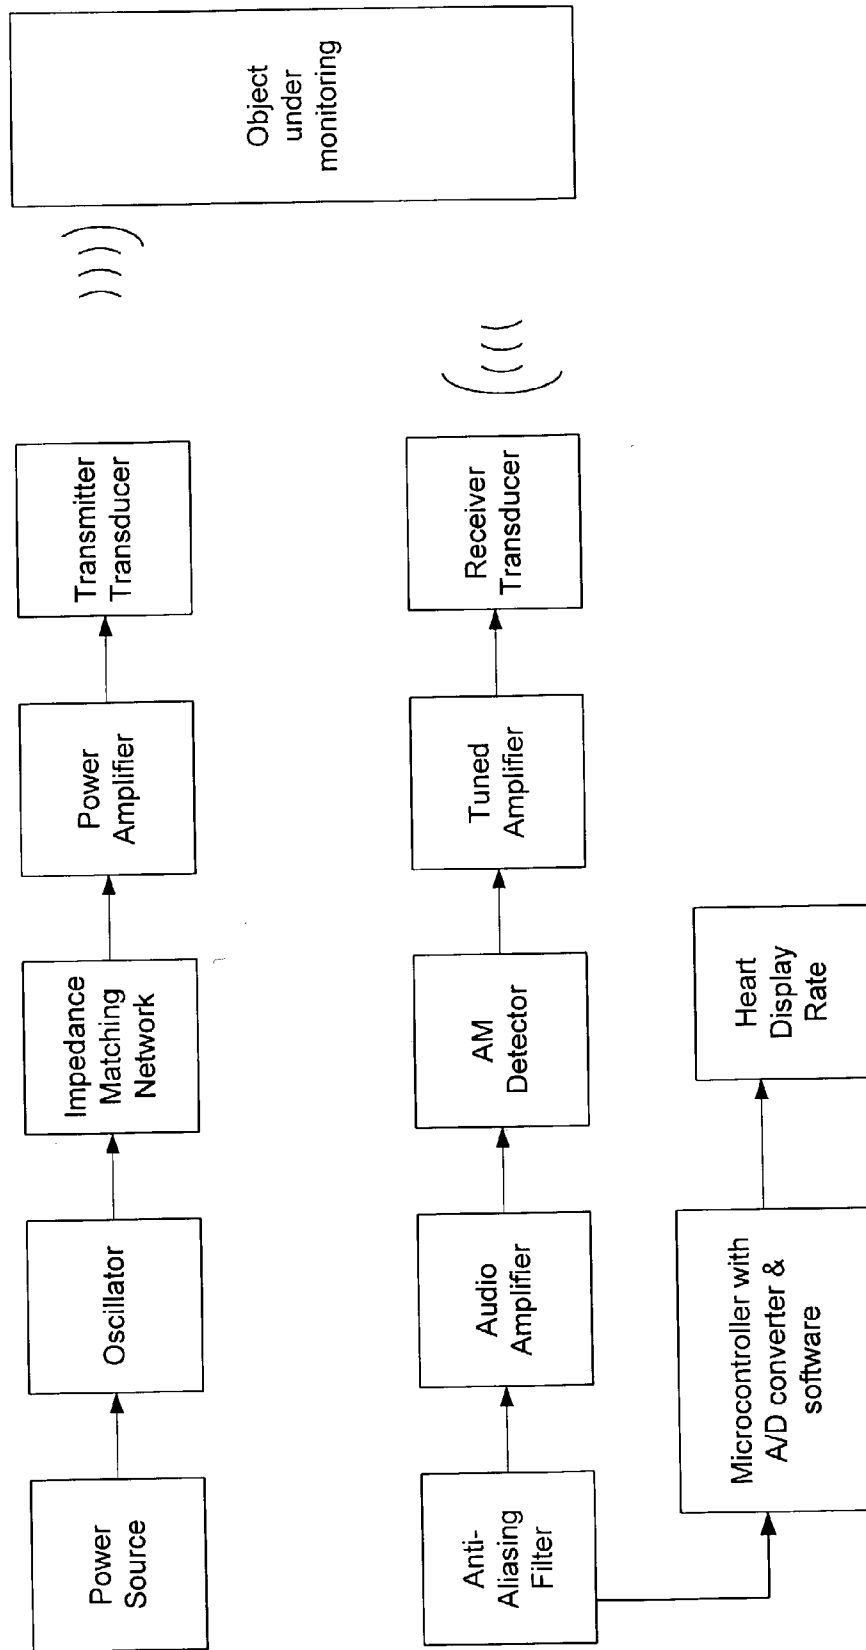 Power
Source
Oscillator
Impedance
Matching
Network
Power
Amplifier
Transmitter
Transducer
Object
under
monitoring
Anti-
Aliasing
Filter
Audio
Amplifier
AM
Detector
Tuned
Amplifier
Receiver
Transducer
Microcontroller with
A/D converter &
software
Heart
Display
Rate